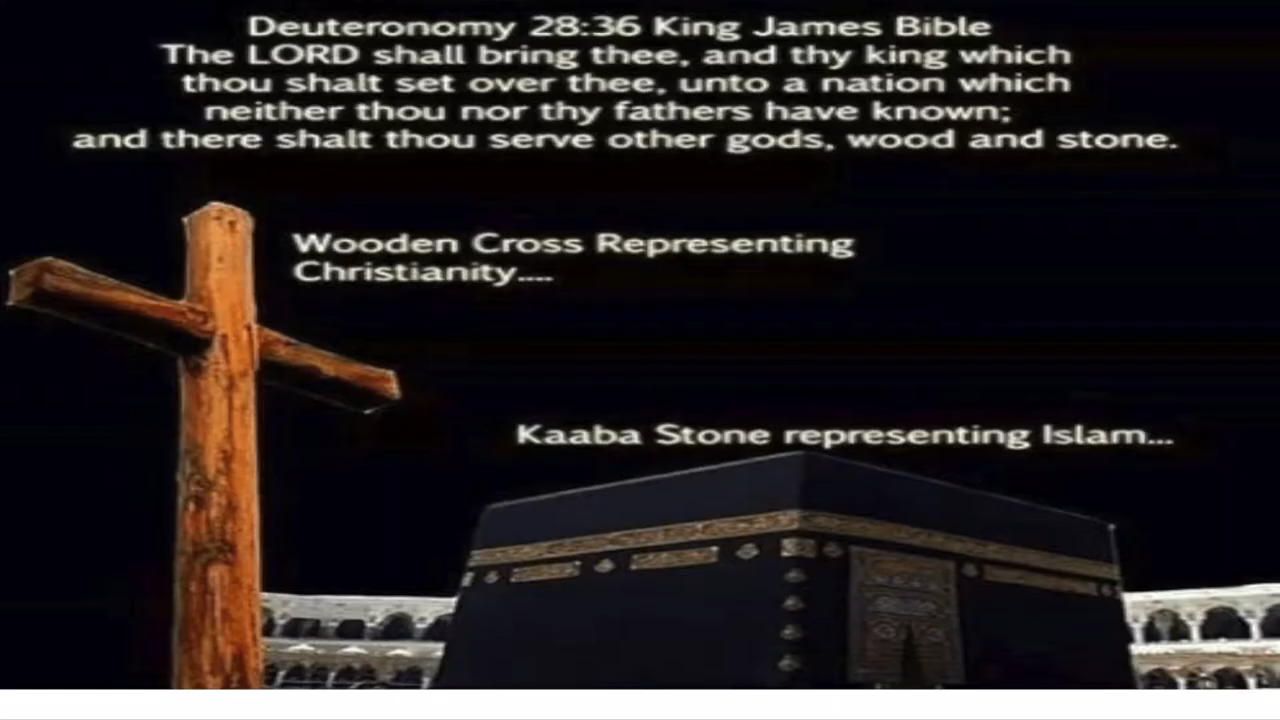 Deuteronomy 28:36 King James Bible
The LORD shall bring thee, and thy king which
thou shalt set over thee, unto a nation which
neither thou nor thy fathers have known;
and there shalt thou serve other gods, wood and stone.
Wooden Cross Representing
Christianity....
Kaaba Stone representing Islam...